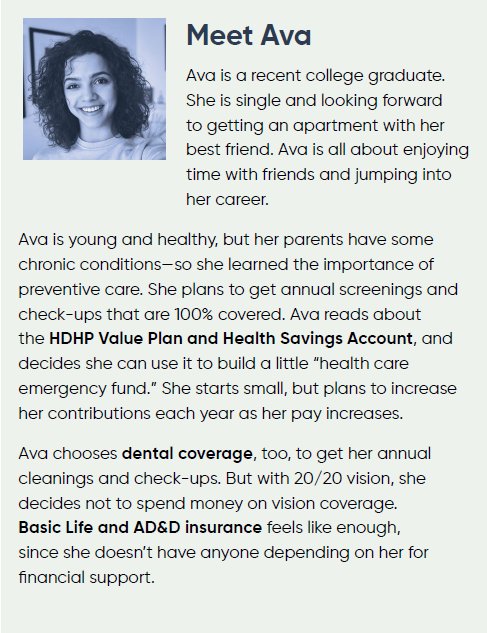 Meet Ava
Ava is a recent college graduate.
She is single and looking forward
to getting an apartment with her
best friend. Ava is all about enjoying
time with friends and jumping into
her career.
Ava is young and healthy, but her parents have some
chronic conditions—so she learned the importance of
preventive care. She plans to get annual screenings and
check-ups that are 100% covered. Ava reads about
the HDHP Value Plan and Health Savings Account, and
decides she can use it to build a little “health care
emergency fund.” She starts small, but plans to increase
her contributions each year as her pay increases.
Ava chooses dental coverage, too, to get her annual
cleanings and check-ups. But with 20/20 vision, she
decides not to spend money on vision coverage.
Basic Life and AD&D insurance feels like enough,
since she doesn’t have anyone depending on her for
financial support.